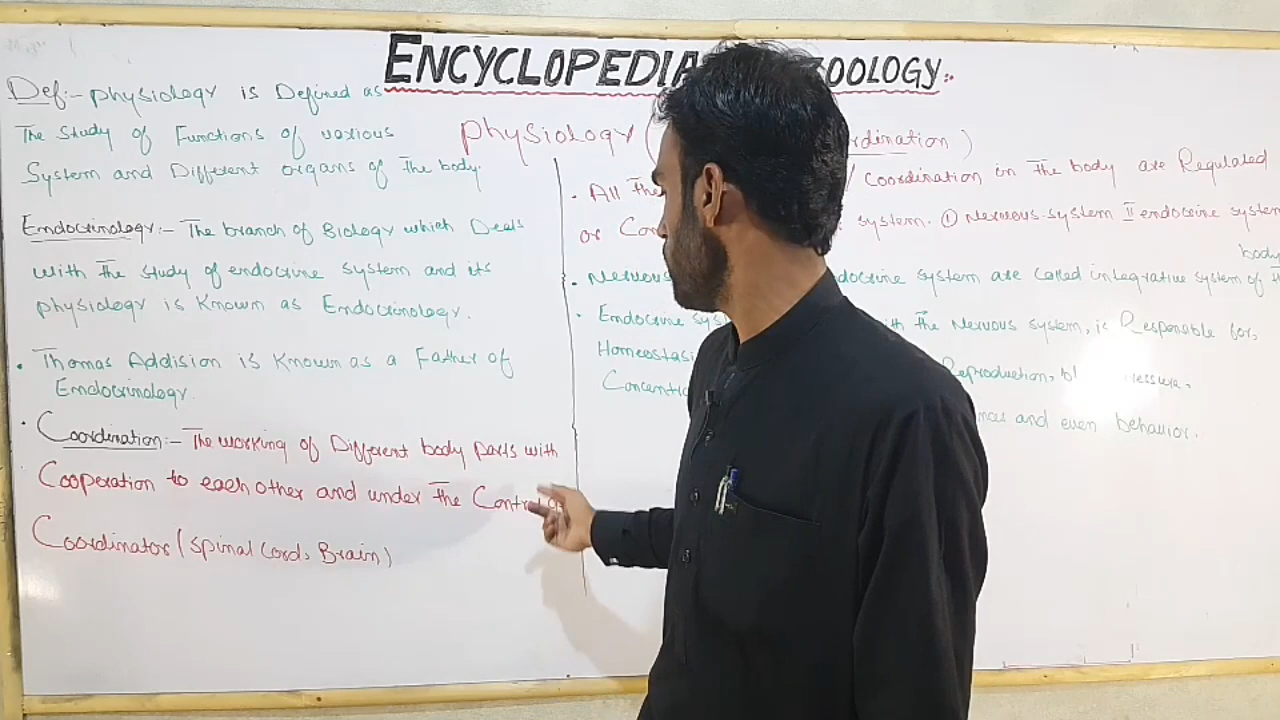 ENCYCLOPEDIA ZOOLOGY:.
Physiology ( rdination )
Def:- Physiology is Defined as
The Study of Functions of various
System and Different organs of The body.
Endocrinology:- The branch of Biology which Deals
with The study of endocrine system and its
physiology is Known as Endocrinology.
• Thomas Addision is Known as a Father of
Endocrinology.
• Coordination:- The working of Different body parts with
Cooperation to each other and under The Control of
Coordinator (Spinal Cord, Brain)
• All The / Coordination in The body are Regulated
or Con system. ① Nervous system II endocrine system
body
• Nervous docrine system are called integrative system of
• Endocrine sys ith The Nervous system, is Responsible for,
Homeostasi Reproduction, bl ressure,
Concentr nces and even behavior.